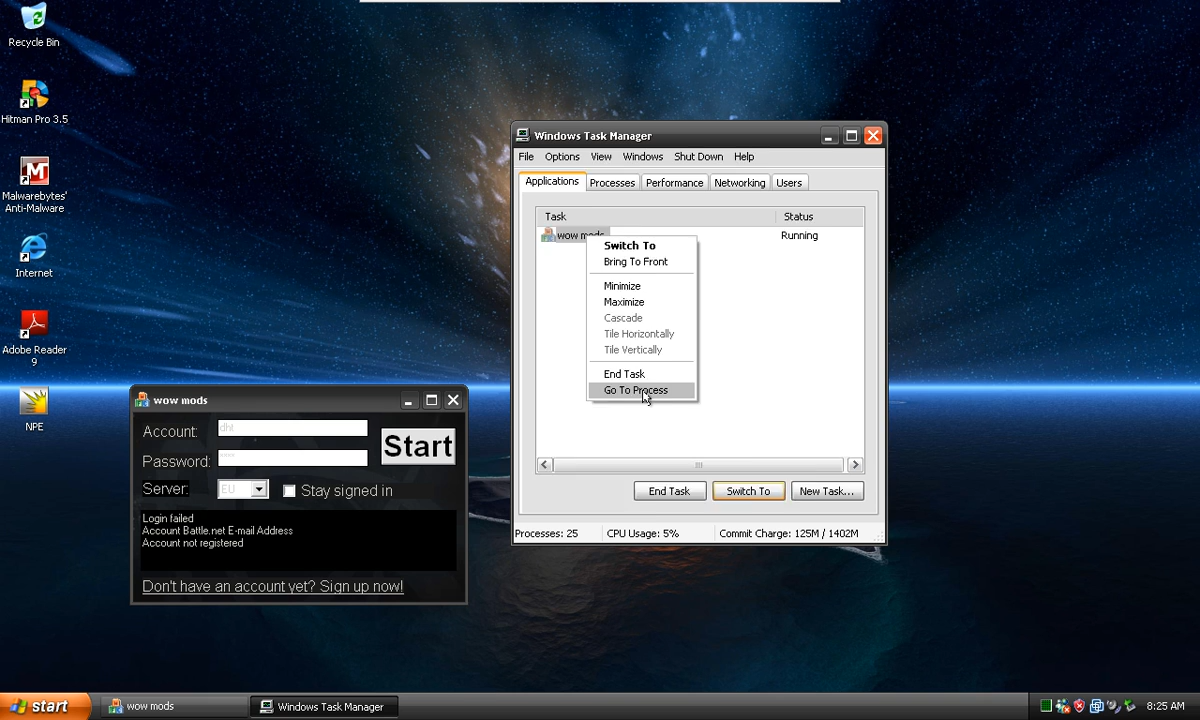 Recycle Bin
Hitman Pro 3.5
Malwarebytes'
Anti-Malware
Internet
Adobe Reader
9
NPE
Windows Task Manager
File Options View Windows Shut Down Help
Applications Processes Performance Networking Users
Task Status
wow mods Running
Switch To
Bring To Front
Minimize
Maximize
Cascade
Tile Horizontally
Tile Vertically
End Task
Go To Process
End Task Switch To New Task...
Processes: 25 CPU Usage: 5% Commit Charge: 125M / 1402M
wow mods
Account: dht
Password:
Start
Server: EU Stay signed in
Login failed
Account Battle.net E-mail Address
Account not registered
Don't have an account yet? Sign up now!
start wow mods Windows Task Manager 8:25 AM